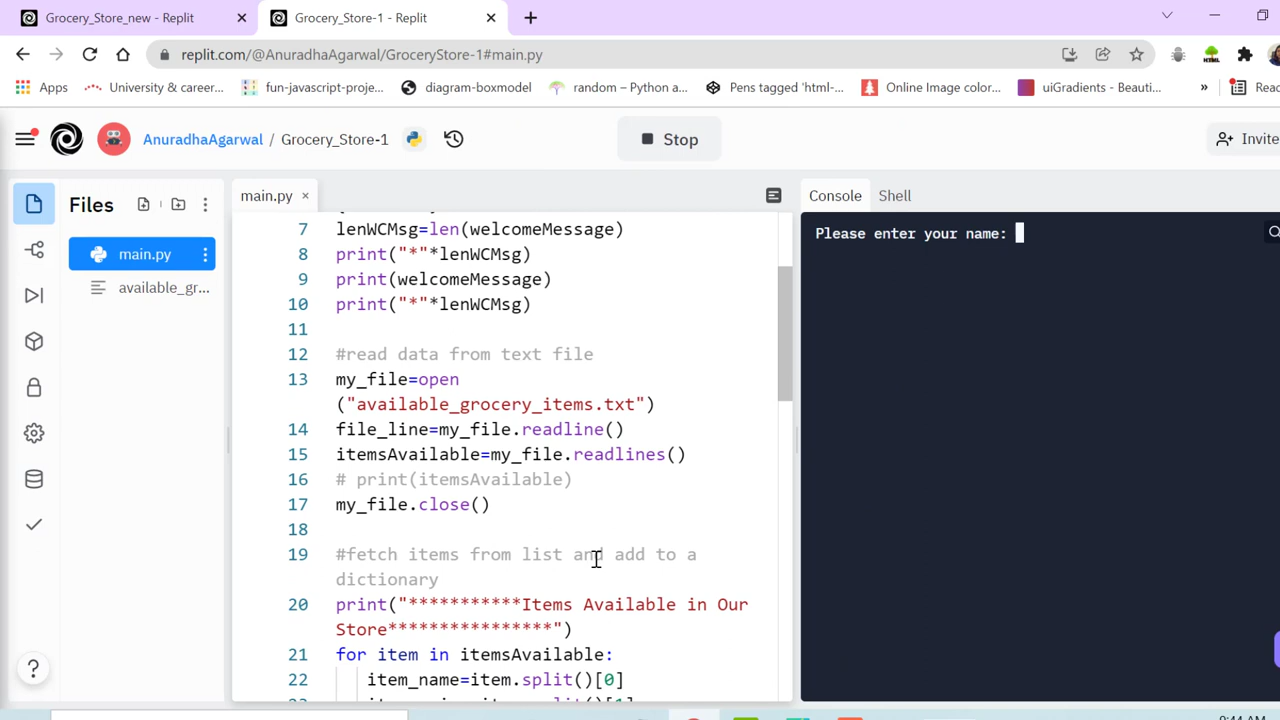 Grocery_Store_new - Replit
Grocery_Store-1 - Replit
replit.com/@AnuradhaAgarwal/GroceryStore-1#main.py
Apps
University & career...
fun-javascript-proje...
diagram-boxmodel
random – Python a...
Pens tagged 'html-...
Online Image color...
uiGradients - Beauti...
»
AnuradhaAgarwal / Grocery_Store-1
Stop
Invite
Files
main.py
available_gr...
main.py
7 lenWCMsg=len(welcomeMessage)
8 print("*"*lenWCMsg)
9 print(welcomeMessage)
10 print("*"*lenWCMsg)
11
12 #read data from text file
13 my_file=open
("available_grocery_items.txt")
14 file_line=my_file.readline()
15 itemsAvailable=my_file.readlines()
16 # print(itemsAvailable)
17 my_file.close()
18
19 #fetch items from list and add to a
dictionary
20 print("***********Items Available in Our
Store****************")
21 for item in itemsAvailable:
22 item_name=item.split()[0]
Console
Shell
Please enter your name:
?